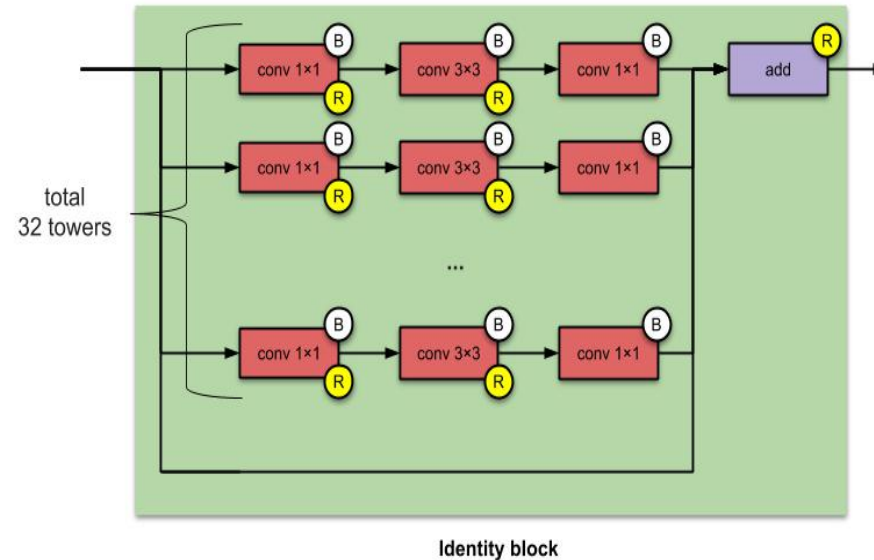 B B B R
conv 1×1 conv 3×3 conv 1×1 add
R R
B B B
conv 1×1 conv 3×3 conv 1×1
R R
total
32 towers
...
B B B
conv 1×1 conv 3×3 conv 1×1
R R
Identity block